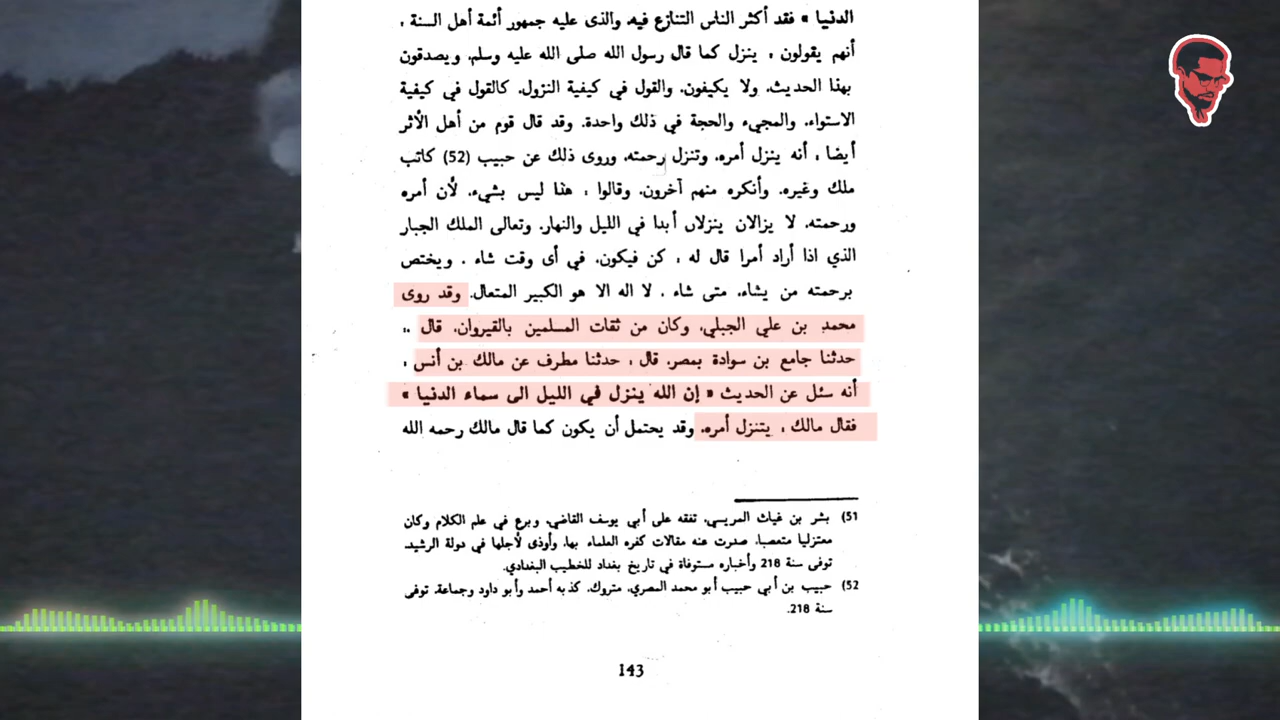 الدنيا » فقد أكثر الناس التنازع فيه، والذى عليه جمهور أئمة أهل السنة ،
أنهم يقولون ، ينزل كما قال رسول الله صلى الله عليه وسلم، ويصدقون
بهذا الحديث، ولا يكيفون، والقول في كيفية النزول، كالقول في كيفية
الاستواء، والمجيء والحجة في ذلك واحدة، وقد قال قوم من أهل الأثر
أيضا ، أنه ينزل أمره، وتنزل رحمته، وروى ذلك عن حبيب (52) كاتب
ملك وغيره، وأنكره منهم آخرون، وقالوا ، هذا ليس بشيء، لأن أمره
ورحمته، لا يزالان ينزلان أبدا في الليل والنهار، وتعالى الملك الجبار
الذي اذا أراد أمرا قال له ، كن فيكون، في أى وقت شاء ، ويختص
برحمته من يشاء، متى شاء ، لا اله الا هو الكبير المتعال، وقد روى
محمد بن علي الجبلي، وكان من ثقات المسلمين بالقيروان، قال ،
حدثنا جامع بن سوادة بمصر، قال ، حدثنا مطرف عن مالك بن أنس ،
أنه سئل عن الحديث « إن الله ينزل في الليل الى سماء الدنيا »
فقال مالك ، يتنزل أمره، وقد يحتمل أن يكون كما قال مالك رحمه الله
(51) بشر بن غياث المريسي، تفقه على أبي يوسف القاضي، وبرع في علم الكلام وكان
معتزليا متعصبا، صدرت عنه مقالات كفره العلماء بها، وأوذى لأجلها في دولة الرشيد،
توفى سنة 218 وأخباره مستوفاة في تاريخ بغداد للخطيب البغدادي.
(52) حبيب بن أبي حبيب أبو محمد المصري، متروك، كذبه أحمد وأبو داود وجماعة، توفى
سنة 218.
143